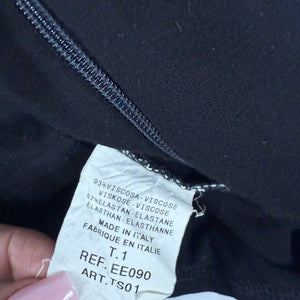 93%VISCOSA-VISCOSE
VISKOSE-VISCOSE
07%ELASTAN-ELASTANE
ELASTHAN-ELASTHANNE
MADE IN ITALY
FABRIQUE EN ITALIE
T.1
REF.EE090
ART.TS01